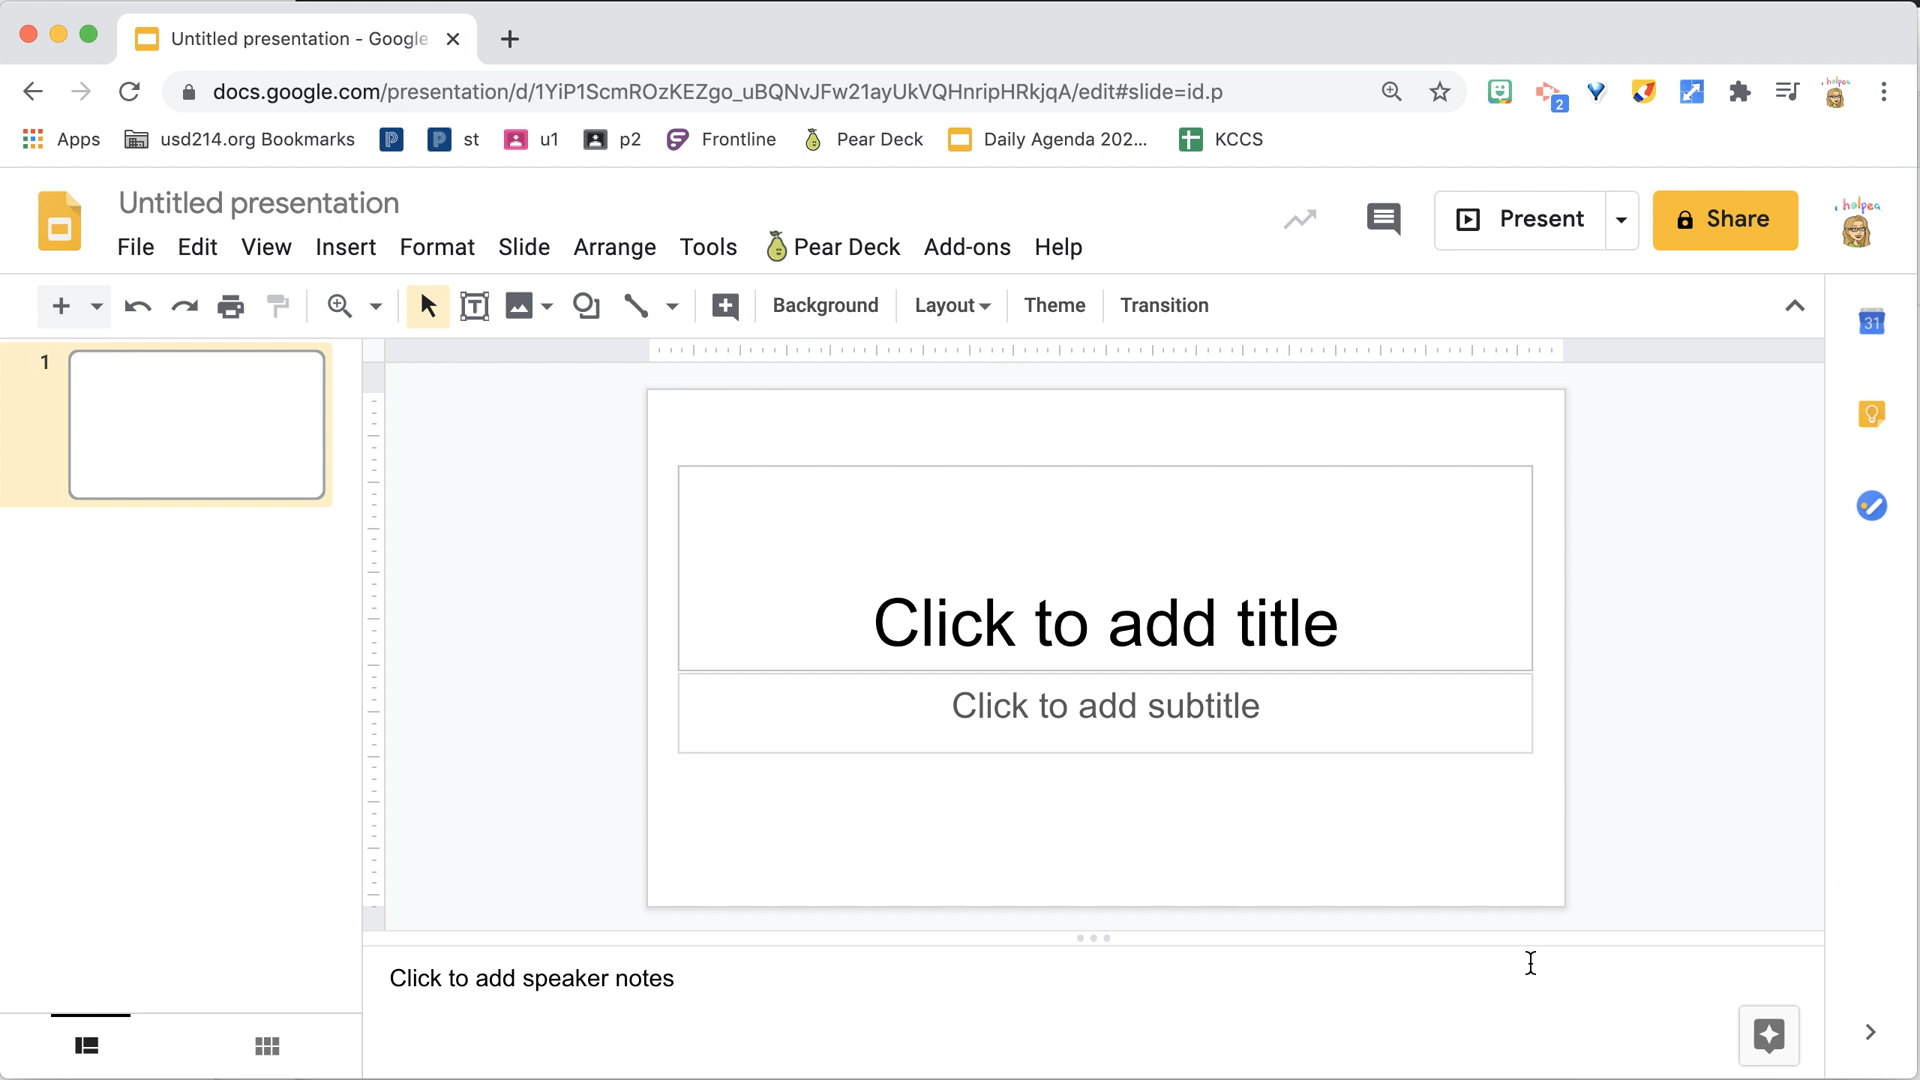 Untitled presentation - Google
docs.google.com/presentation/d/1YiP1ScmROzKEZgo_uBQNvJFw21ayUkVQHnripHRkjqA/edit#slide=id.p
2
Apps usd214.org Bookmarks st u1 p2 Frontline Pear Deck Daily Agenda 202... KCCS
Untitled presentation
File Edit View Insert Format Slide Arrange Tools Pear Deck Add-ons Help
Present
Share
Background Layout Theme Transition
31
1
Click to add title
Click to add subtitle
Click to add speaker notes